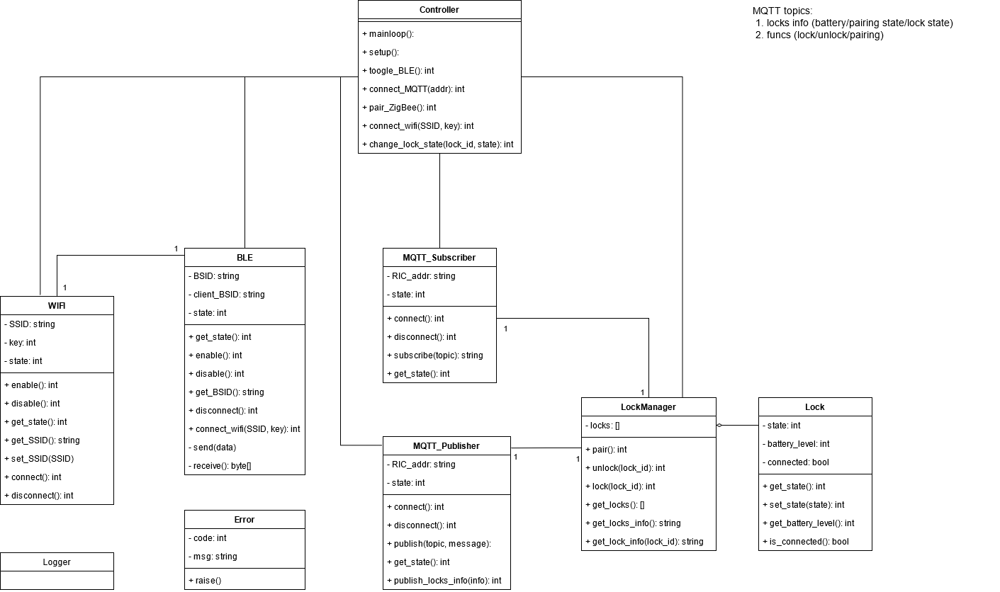 Controller
+ mainloop():
+ setup():
+ toogle_BLE(): int
+ connect_MQTT(addr): int
+ pair_ZigBee(): int
+ connect_wifi(SSID, key): int
+ change_lock_state(lock_id, state): int
MQTT topics:
1. locks info (battery/pairing state/lock state)
2. funcs (lock/unlock/pairing)
1
1
WIFI
- SSID: string
- key: int
- state: int
+ enable(): int
+ disable(): int
+ get_state(): int
+ get_SSID(): string
+ set_SSID(SSID)
+ connect(): int
+ disconnect(): int
BLE
- BSID: string
- client_BSID: string
- state: int
+ get_state(): int
+ enable(): int
+ disable(): int
+ get_BSID(): string
+ disconnect(): int
+ connect_wifi(SSID, key): int
- send(data)
- receive(): byte[]
MQTT_Subscriber
- RIC_addr: string
- state: int
+ connect(): int
+ disconnect(): int
+ subscribe(topic): string
+ get_state(): int
1
1
MQTT_Publisher
- RIC_addr: string
- state: int
+ connect(): int
+ disconnect(): int
+ publish(topic, message):
+ get_state(): int
+ publish_locks_info(info): int
1
1
LockManager
- locks: []
+ pair(): int
+ unlock(lock_id): int
+ lock(lock_id): int
+ get_locks(): []
+ get_locks_info(): string
+ get_lock_info(lock_id): string
Lock
- state: int
- battery_level: int
- connected: bool
+ get_state(): int
+ set_state(state): int
+ get_battery_level(): int
+ is_connected(): bool
Logger
Error
- code: int
- msg: string
+ raise()